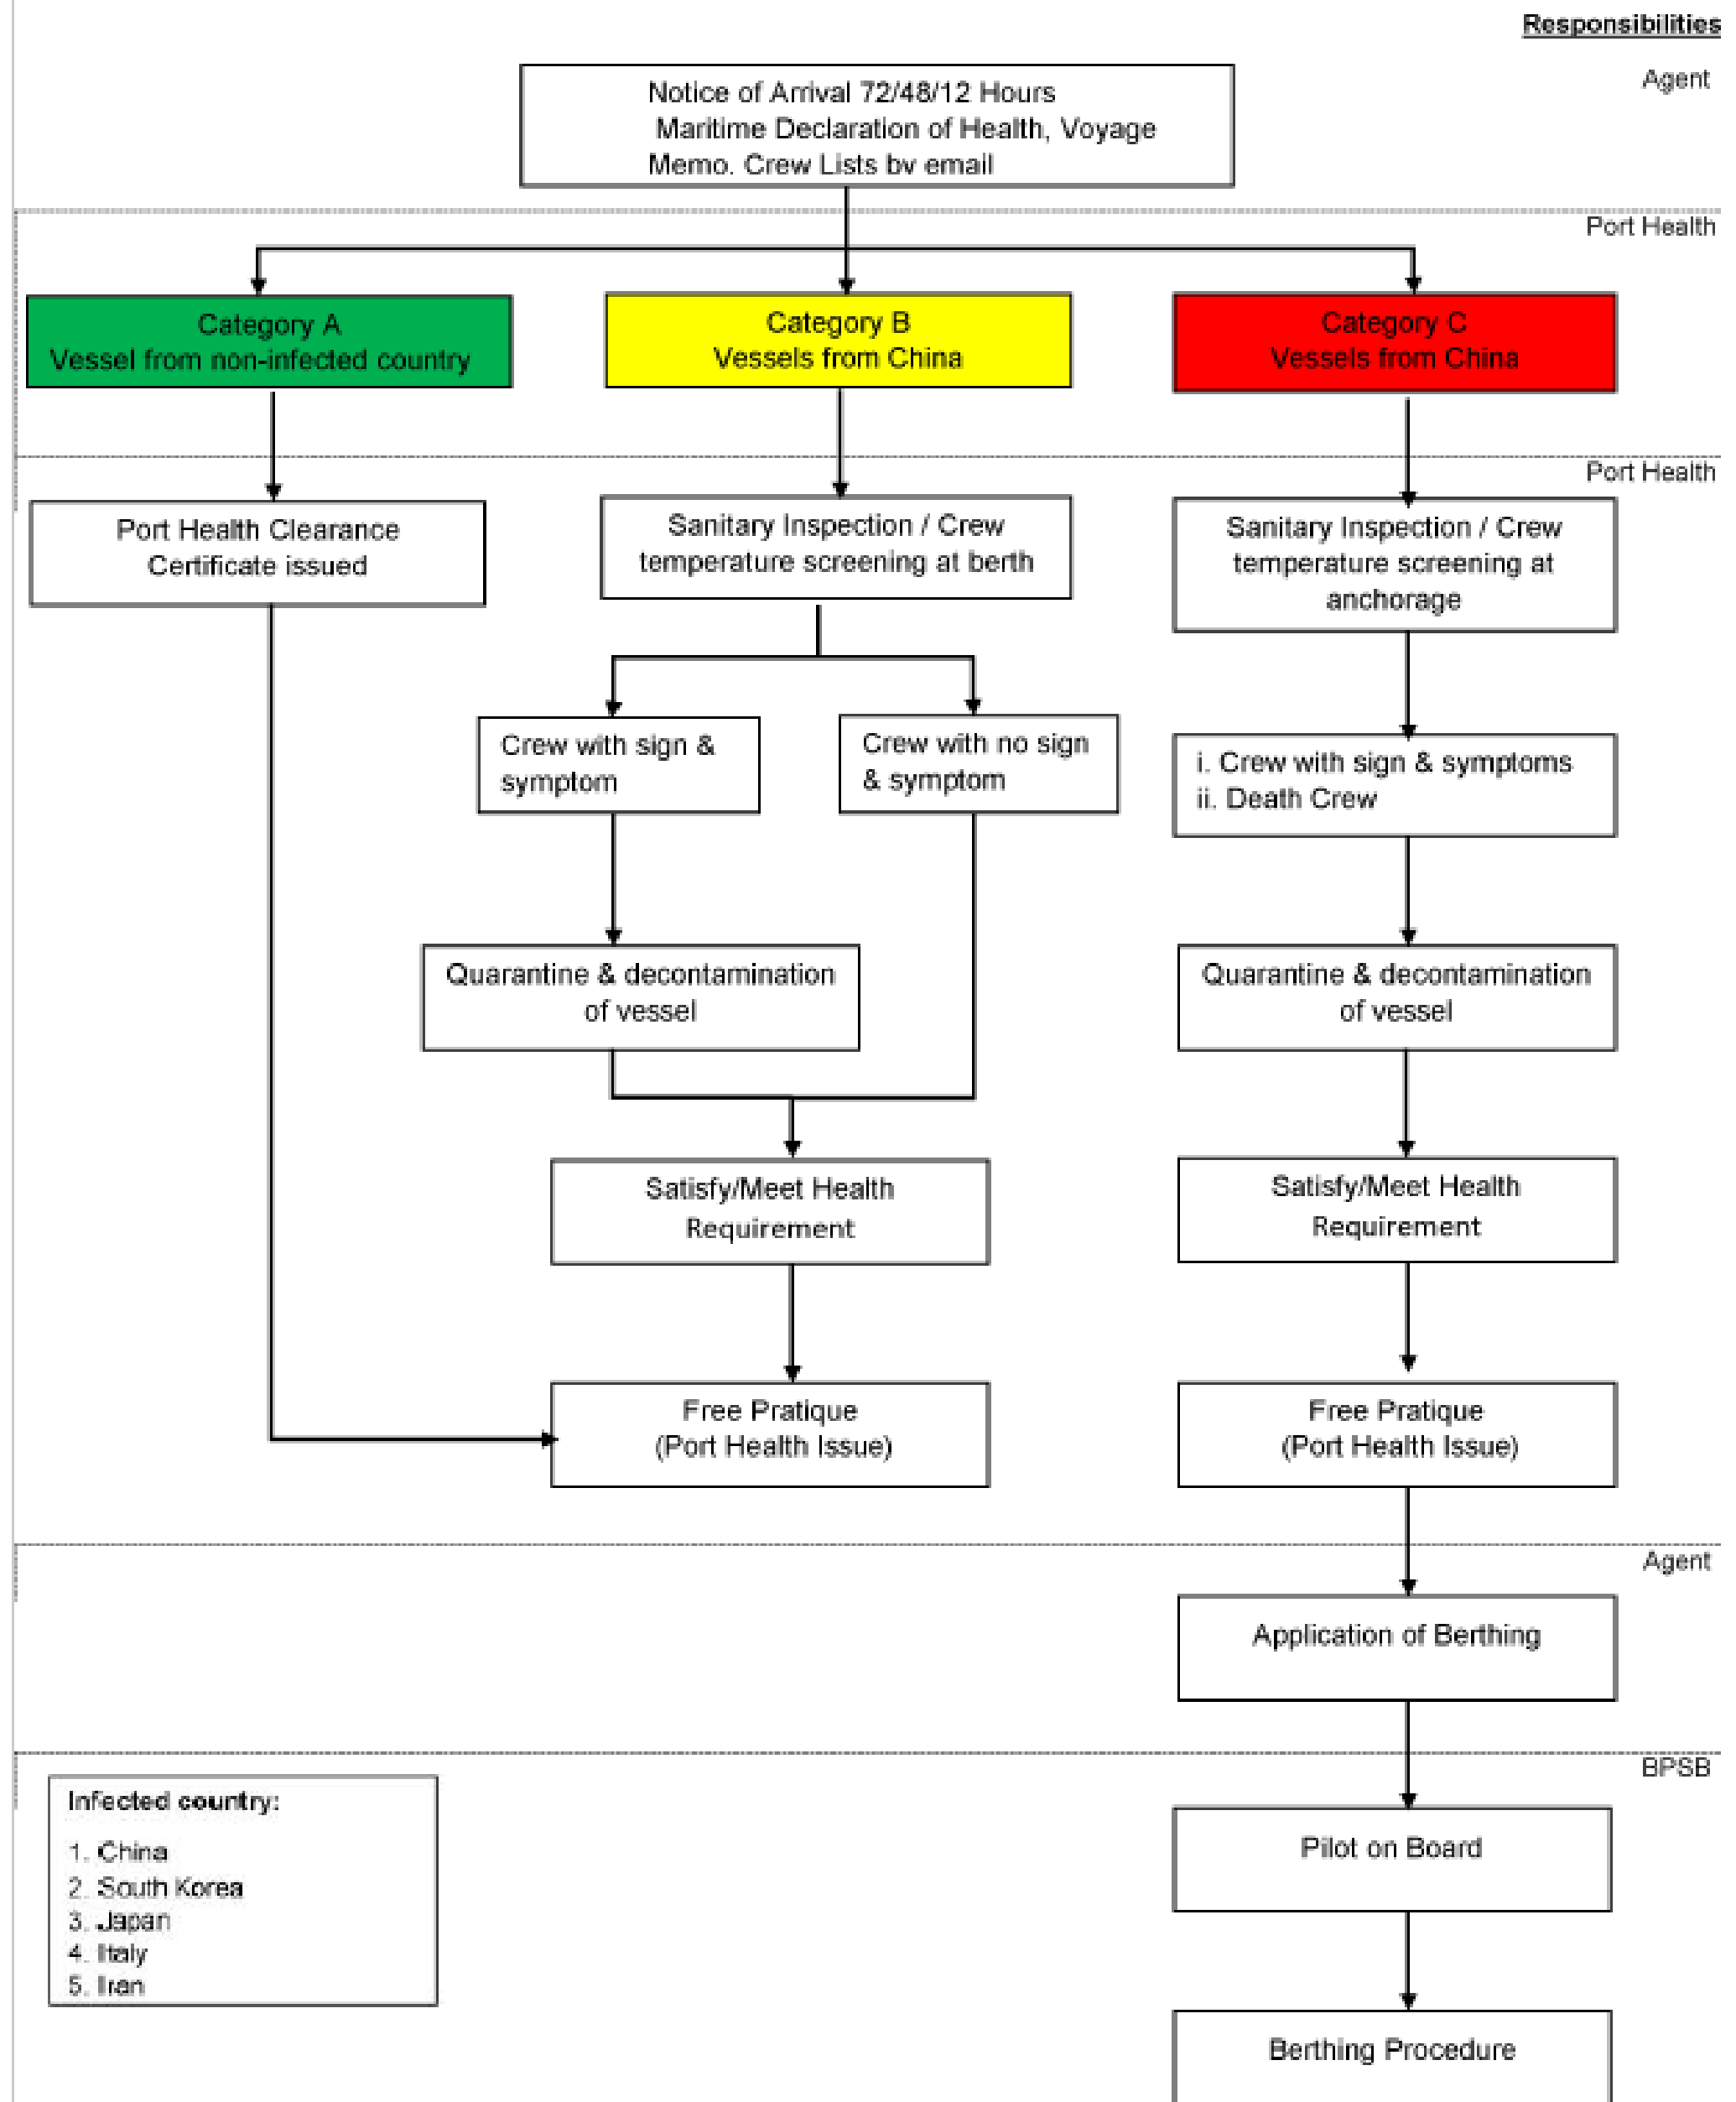 Responsibilities
Agent
Notice of Arrival 72/48/12 Hours
Maritime Declaration of Health, Voyage
Memo. Crew Lists by email
Port Health
Category A
Vessel from non-infected country
Category B
Vessels from China
Category C
Vessels from China
Port Health
Port Health Clearance
Certificate issued
Sanitary Inspection / Crew
temperature screening at berth
Sanitary Inspection / Crew
temperature screening at
anchorage
Crew with sign &
symptom
Crew with no sign
& symptom
i. Crew with sign & symptoms
ii. Death Crew
Quarantine & decontamination
of vessel
Quarantine & decontamination
of vessel
Satisfy/Meet Health
Requirement
Satisfy/Meet Health
Requirement
Free Pratique
(Port Health Issue)
Free Pratique
(Port Health Issue)
Agent
Application of Berthing
BPSB
Infected country:
1. China
2. South Korea
3. Japan
4. Italy
5. Iran
Pilot on Board
Berthing Procedure